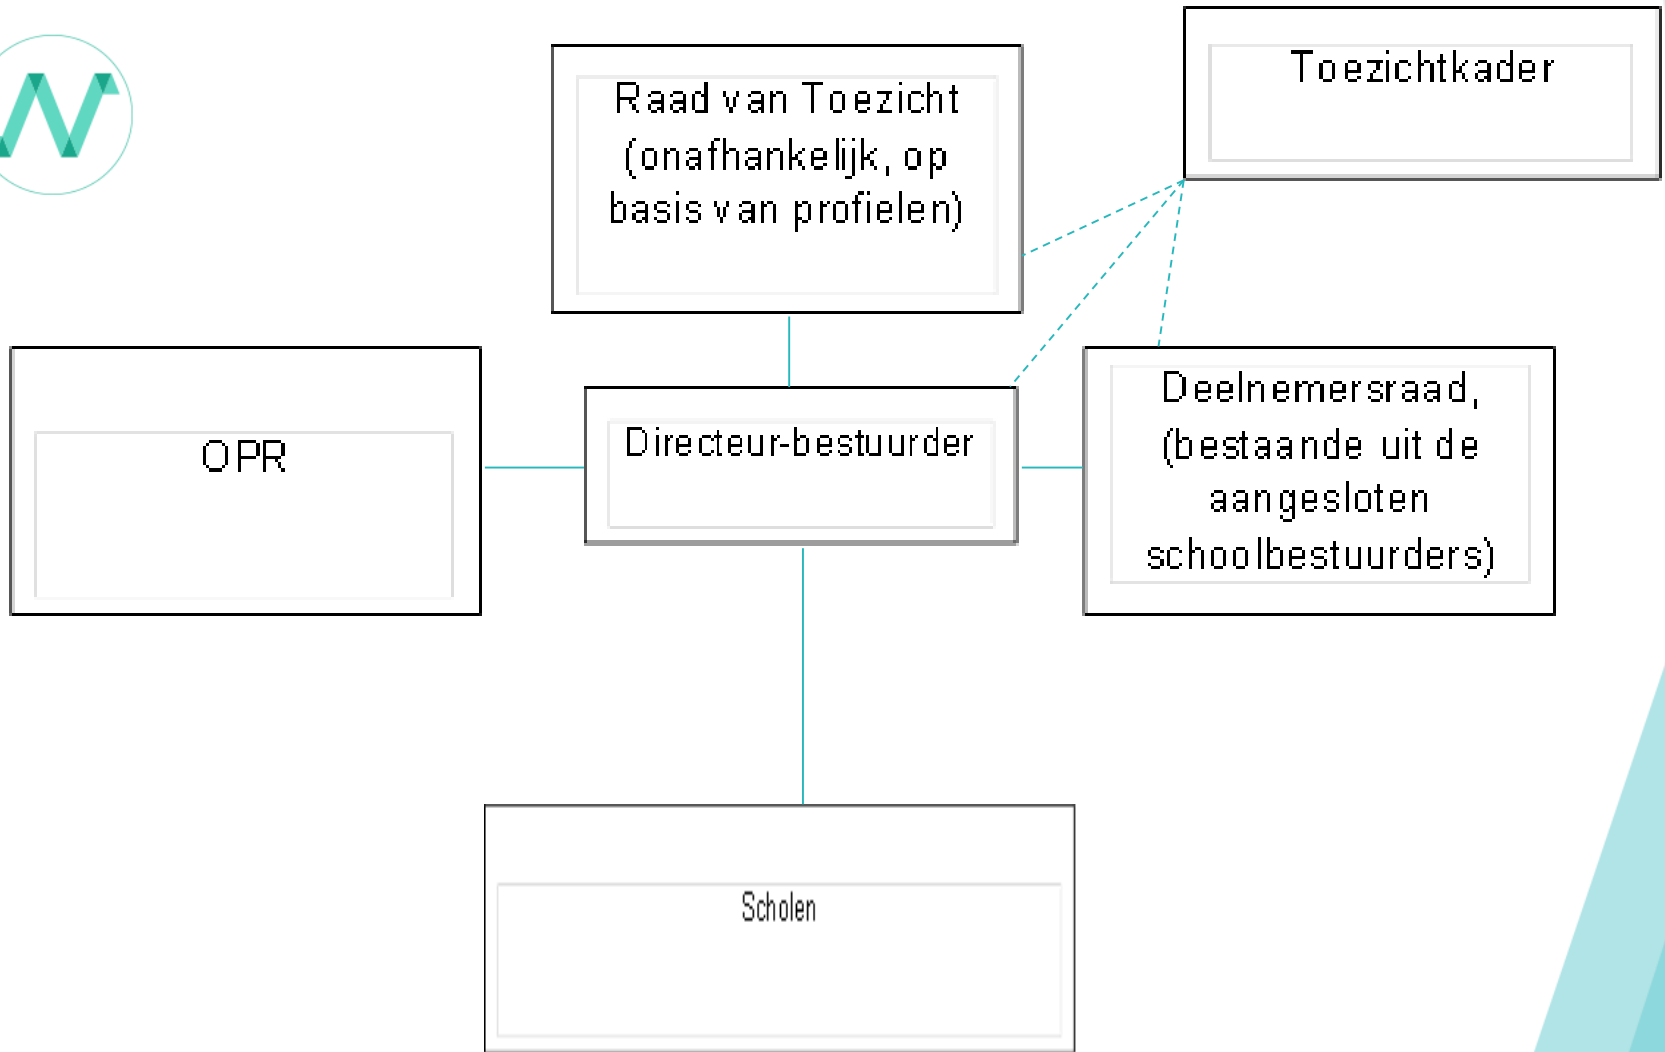 Toezichtkader
Raad van Toezicht
(onafhankelijk, op
basis van profielen)
OPR
Directeur-bestuurder
Deelnemersraad,
(bestaande uit de
aangesloten
schoolbestuurders)
Scholen